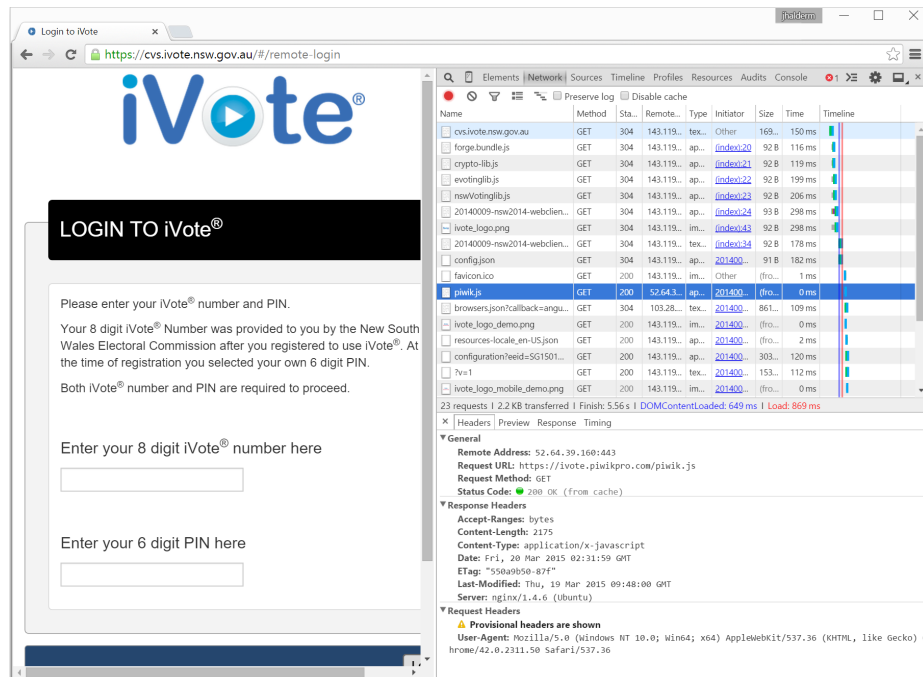 jhalderm
Login to iVote
https://cvs.ivote.nsw.gov.au/#/remote-login
iVote®
LOGIN TO iVote®
Please enter your iVote® number and PIN.
Your 8 digit iVote® Number was provided to you by the New South
Wales Electoral Commission after you registered to use iVote®. At
the time of registration you selected your own 6 digit PIN.
Both iVote® number and PIN are required to proceed.
Enter your 8 digit iVote® number here
Enter your 6 digit PIN here
Elements Network Sources Timeline Profiles Resources Audits Console 1
Preserve log Disable cache
Name Method Sta... Remote... Type Initiator Size Time Timeline
cvs.ivote.nsw.gov.au GET 304 143.119... tex... Other 169... 150 ms
forge.bundle.js GET 304 143.119... ap... (index):20 92 B 116 ms
crypto-lib.js GET 304 143.119... ap... (index):21 92 B 119 ms
evotinglib.js GET 304 143.119... ap... (index):22 92 B 199 ms
nswVotinglib.js GET 304 143.119... ap... (index):23 92 B 206 ms
20140009-nsw2014-webclien... GET 304 143.119... ap... (index):24 93 B 298 ms
ivote_logo.png GET 304 143.119... im... (index):43 92 B 298 ms
20140009-nsw2014-webclien... GET 304 143.119... tex... (index):34 92 B 178 ms
config.json GET 304 143.119... ap... 201400... 91 B 182 ms
favicon.ico GET 200 143.119... im... Other (fro... 1 ms
piwik.js GET 200 52.64.3... ap... 201400... (fro... 0 ms
browsers.json?callback=angu... GET 304 103.28.... tex... 201400... 861... 109 ms
ivote_logo_demo.png GET 200 143.119... im... 201400... (fro... 0 ms
resources-locale_en-US.json GET 200 143.119... ap... 201400... (fro... 2 ms
configuration?eeid=SG1501... GET 200 143.119... ap... 201400... 303... 120 ms
?v=1 GET 200 143.119... tex... 201400... 153... 112 ms
ivote_logo_mobile_demo.png GET 200 143.119... im... 201400... (fro... 0 ms
23 requests | 2.2 KB transferred | Finish: 5.56 s | DOMContentLoaded: 649 ms | Load: 869 ms
Headers Preview Response Timing
General
Remote Address: 52.64.39.160:443
Request URL: https://ivote.piwikpro.com/piwik.js
Request Method: GET
Status Code: 200 OK (from cache)
Response Headers
Accept-Ranges: bytes
Content-Length: 2175
Content-Type: application/x-javascript
Date: Fri, 20 Mar 2015 02:31:59 GMT
ETag: "550a9b50-87f"
Last-Modified: Thu, 19 Mar 2015 09:48:00 GMT
Server: nginx/1.4.6 (Ubuntu)
Request Headers
Provisional headers are shown
User-Agent: Mozilla/5.0 (Windows NT 10.0; Win64; x64) AppleWebKit/537.36 (KHTML, like Gecko)
hrome/42.0.2311.50 Safari/537.36